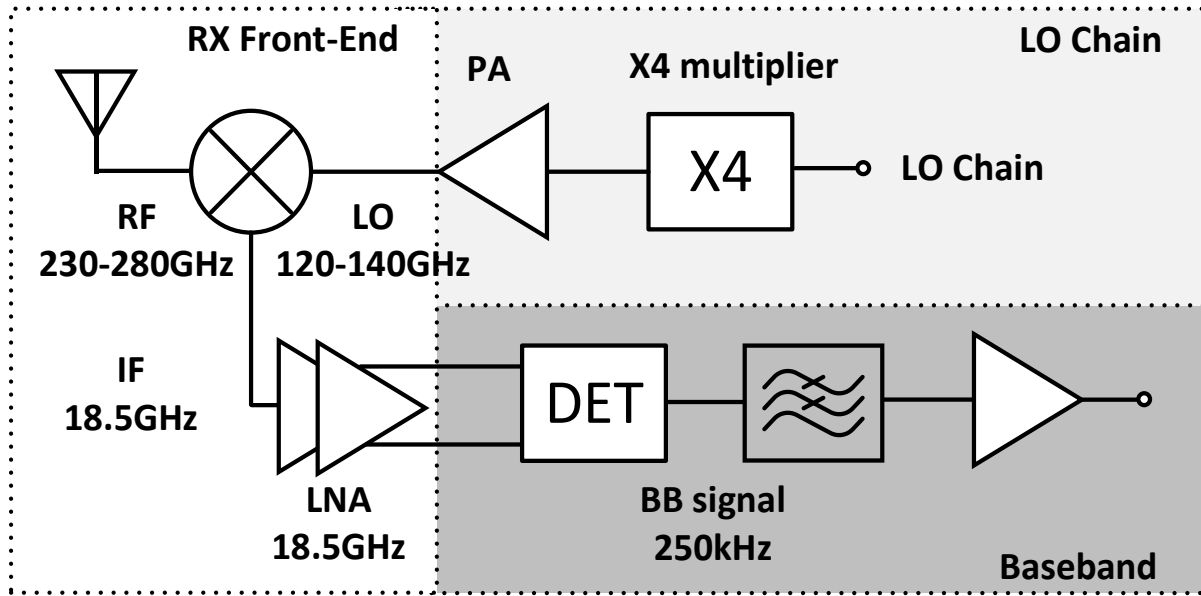 RX Front-End
LO Chain
PA
X4 multiplier
X4
LO Chain
RF
230-280GHz
LO
120-140GHz
IF
18.5GHz
LNA
18.5GHz
DET
BB signal
250kHz
Baseband